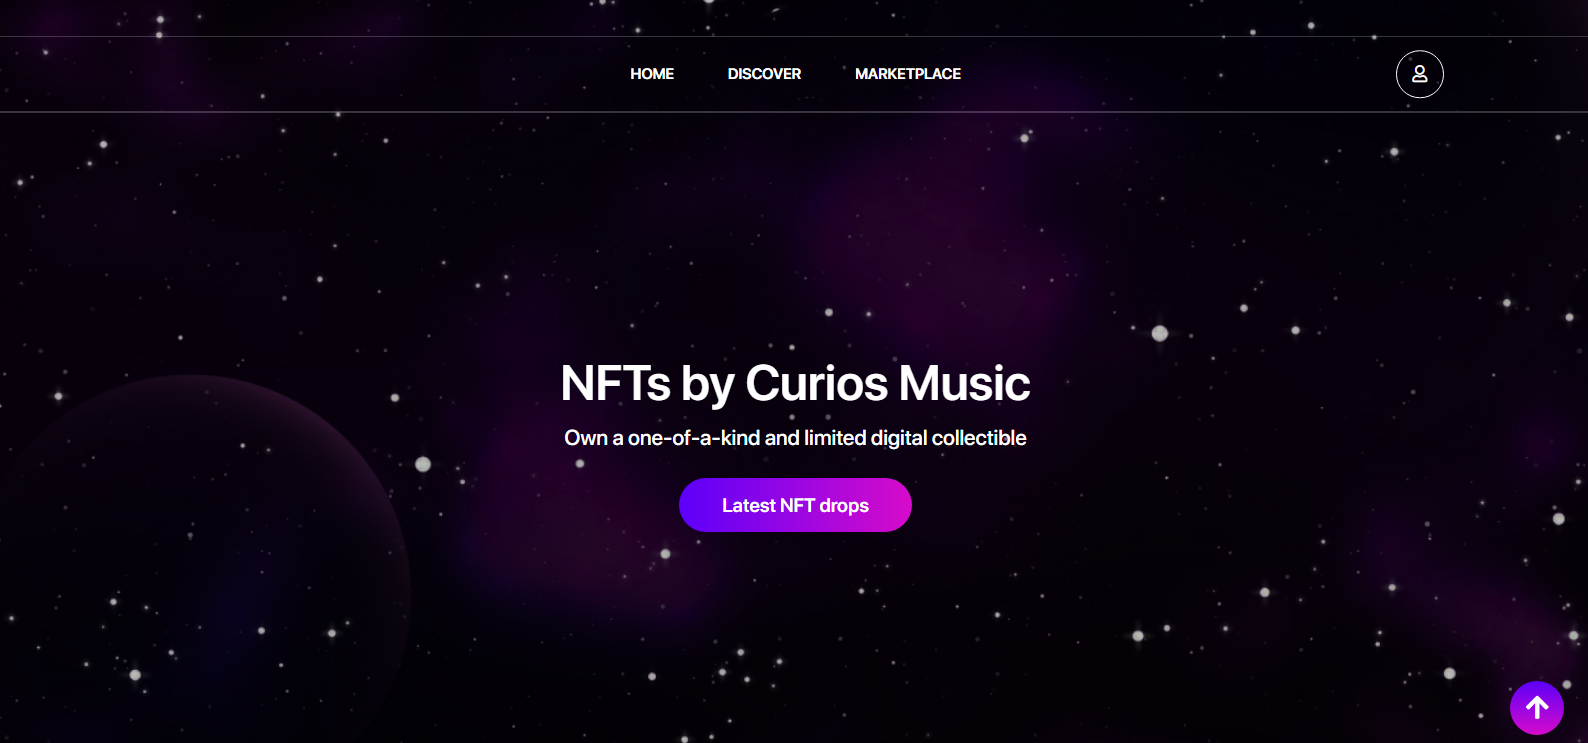 HOME DISCOVER MARKETPLACE
NFTs by Curios Music
Own a one-of-a-kind and limited digital collectible
Latest NFT drops